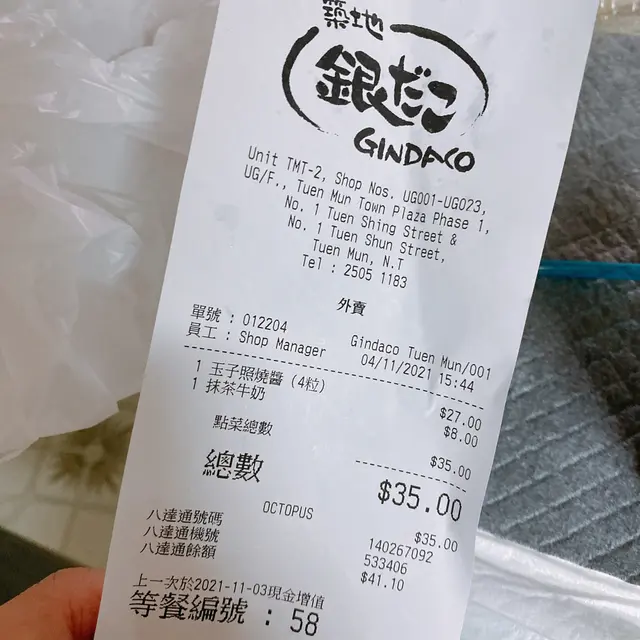 築地
銀だこ
GINDACO
Unit TMT-2, Shop Nos. UG001-UG023,
UG/F., Tuen Mun Town Plaza Phase 1,
No. 1 Tuen Shing Street &
No. 1 Tuen Shun Street,
Tuen Mun, N.T
Tel : 2505 1183
外賣
單號 : 012204 Gindaco Tuen Mun/001
員工 : Shop Manager 04/11/2021 15:44
1 玉子照燒醬 (4粒) $27.00
1 抹茶牛奶 $8.00
點菜總數 $35.00
總數 $35.00
OCTOPUS $35.00
八達通號碼 140267092
八達通機號 533406
八達通餘額 $41.10
上一次於2021-11-03現金增值
等餐編號 : 58